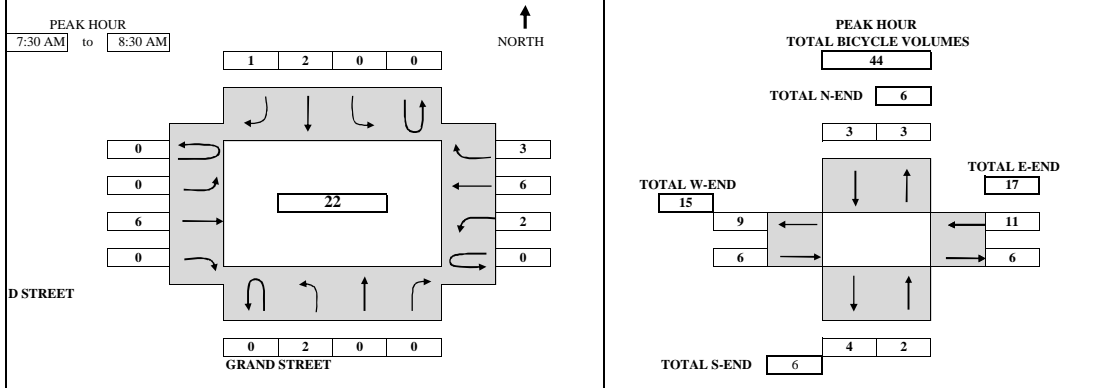 PEAK HOUR
7:30 AM to 8:30 AM
NORTH
1 2 0 0
0 3
0 6
22
6 2
0 0
D STREET
0 2 0 0
GRAND STREET
PEAK HOUR
TOTAL BICYCLE VOLUMES
44
TOTAL N-END 6
3 3
TOTAL E-END
17
TOTAL W-END
15
9 11
6 6
4 2
TOTAL S-END 6